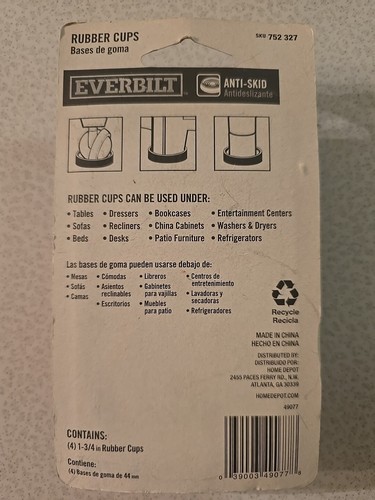 RUBBER CUPS
Bases de goma
SKU 752 327
EVERBILT™
ANTI-SKID
Antideslizante
RUBBER CUPS CAN BE USED UNDER:
• Tables • Dressers • Bookcases • Entertainment Centers
• Sofas • Recliners • China Cabinets • Washers & Dryers
• Beds • Desks • Patio Furniture • Refrigerators
Las bases de goma pueden usarse debajo de:
• Mesas
• Sofás
• Camas
• Cómodas
• Asientos
reclinables
• Escritorios
• Libreros
• Gabinetes
para vajillas
• Muebles
para patio
• Centros de
entretenimiento
• Lavadoras y
secadoras
• Refrigeradores
Recycle
Recicla
MADE IN CHINA
HECHO EN CHINA
DISTRIBUTED BY:
DISTRIBUIDO POR:
HOME DEPOT
2455 PACES FERRY RD., N.W.
ATLANTA, GA 30339
HOMEDEPOT.COM
49077
CONTAINS:
(4) 1-3/4 in Rubber Cups
Contiene:
(4) Bases de goma de 44 mm
0 39003 49077